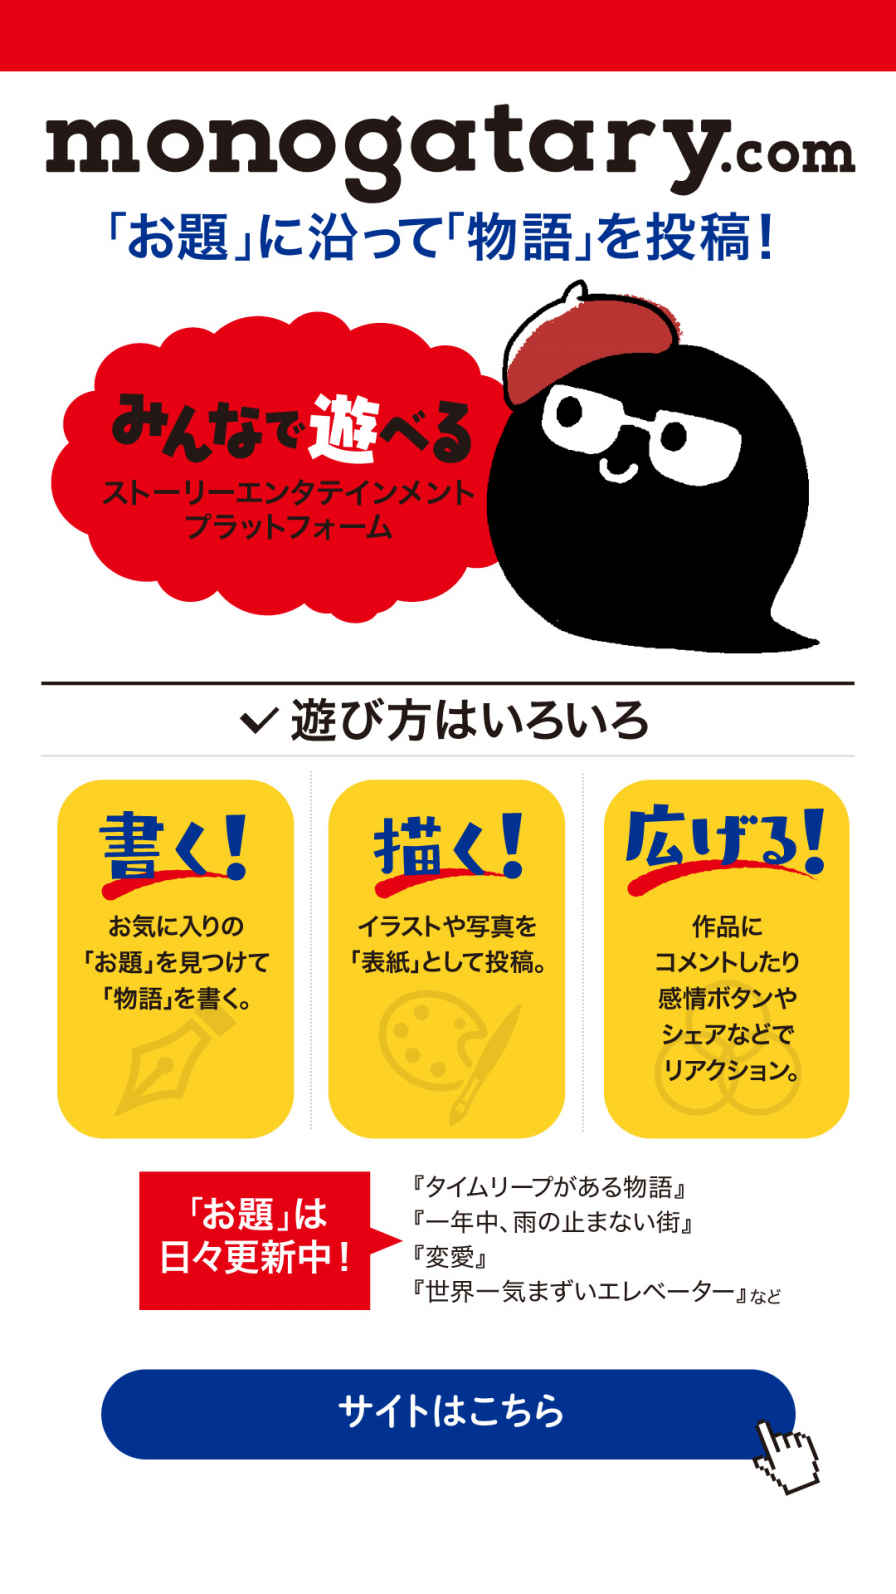 monogatary.com
「お題」に沿って「物語」を投稿！
みんなで遊べる
ストーリーエンタテインメント
プラットフォーム
遊び方はいろいろ
書く！
お気に入りの
「お題」を見つけて
「物語」を書く。
描く！
イラストや写真を
「表紙」として投稿。
広げる！
作品に
コメントしたり
感情ボタンや
シェアなどで
リアクション。
「お題」は
日々更新中！
『タイムリープがある物語』
『一年中、雨の止まない街』
『変愛』
『世界一気まずいエレベーター』など
サイトはこちら